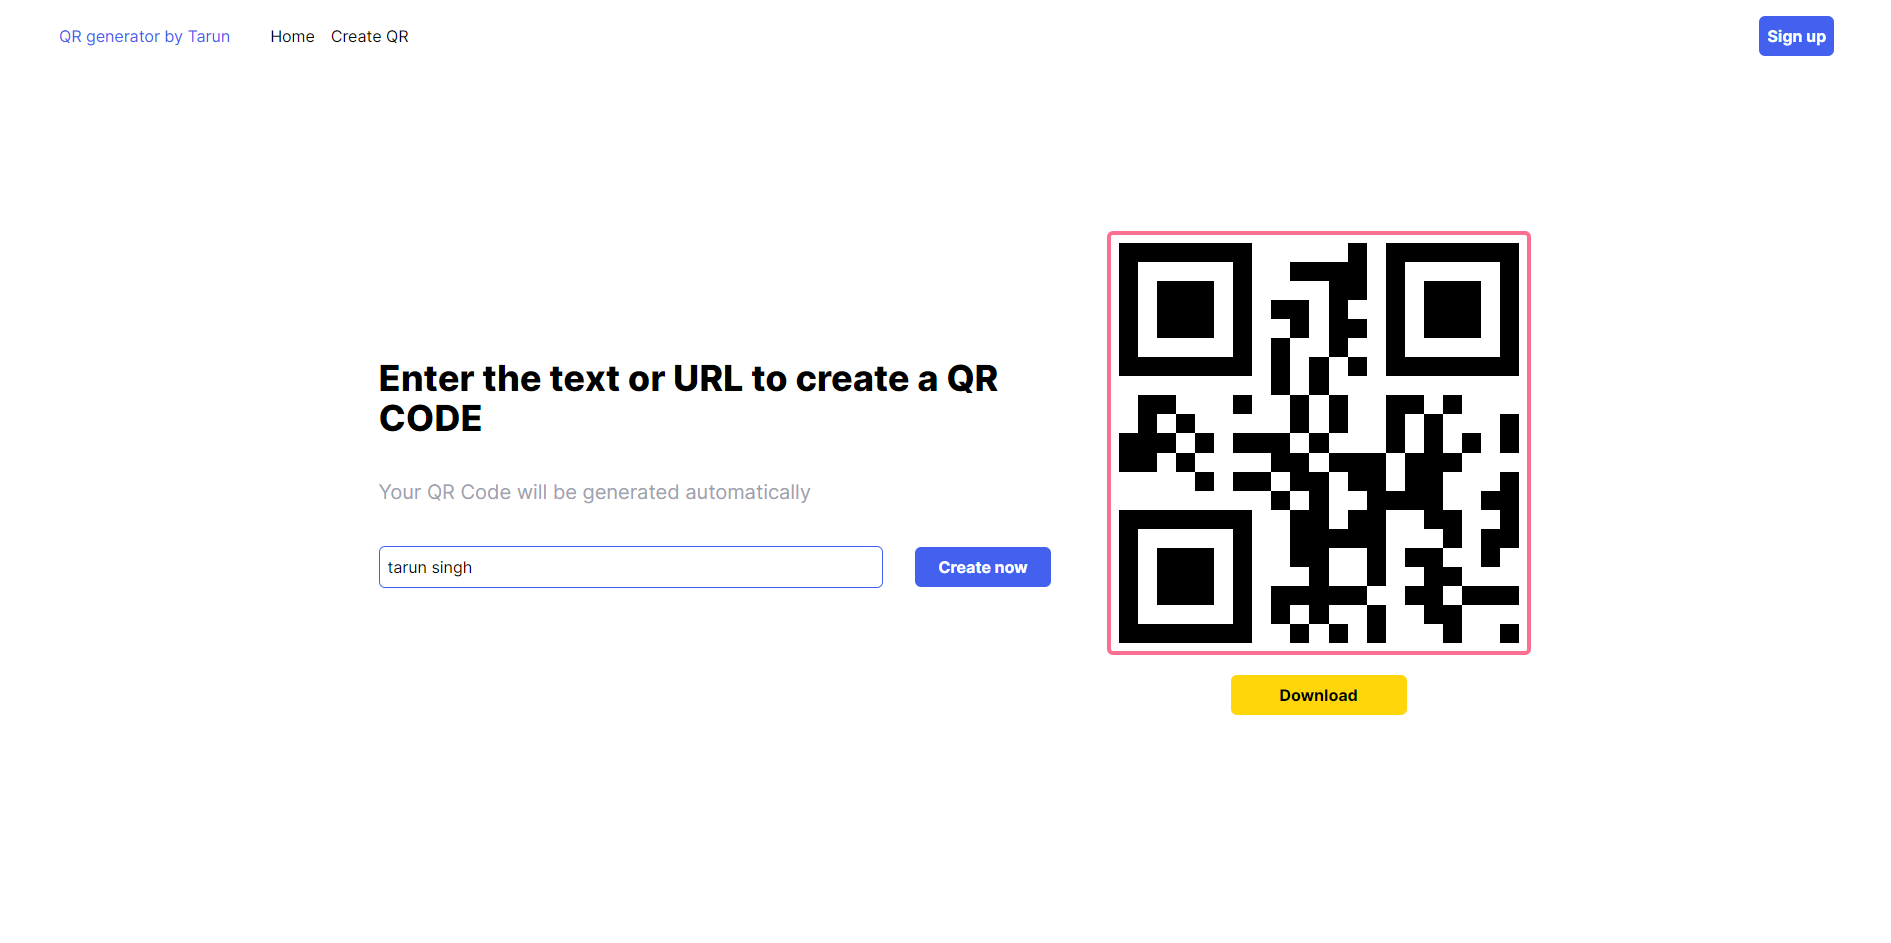 QR generator by Tarun
Home
Create QR
Sign up
Enter the text or URL to create a QR
CODE
Your QR Code will be generated automatically
tarun singh
Create now
Download